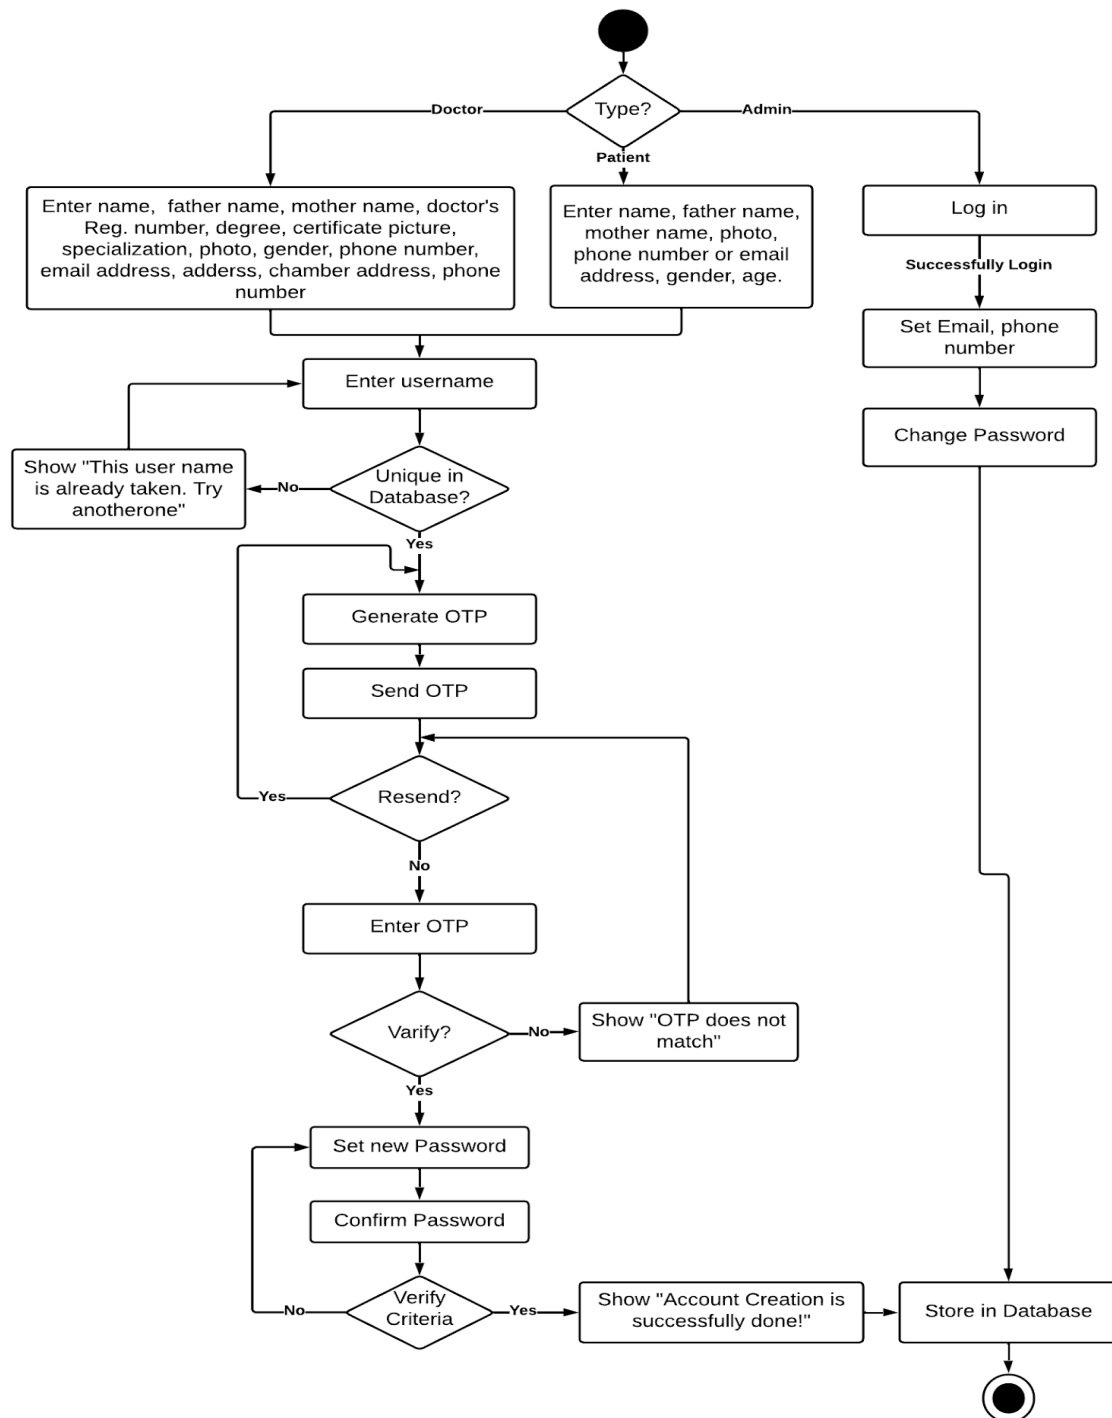 Type?
Doctor
Admin
Patient
Enter name,  father name, mother name, doctor's
Reg. number, degree, certificate picture,
specialization, photo, gender, phone number,
email address, adderss, chamber address, phone
number
Enter name, father name,
mother name, photo,
phone number or email
address, gender, age.
Log in
Successfully Login
Set Email, phone
number
Change Password
Enter username
Show "This user name
is already taken. Try
anotherone"
No
Unique in
Database?
Yes
Generate OTP
Send OTP
Yes
Resend?
No
Enter OTP
Varify?
No
Show "OTP does not
match"
Yes
Set new Password
Confirm Password
No
Verify
Criteria
Yes
Show "Account Creation is
successfully done!"
Store in Database